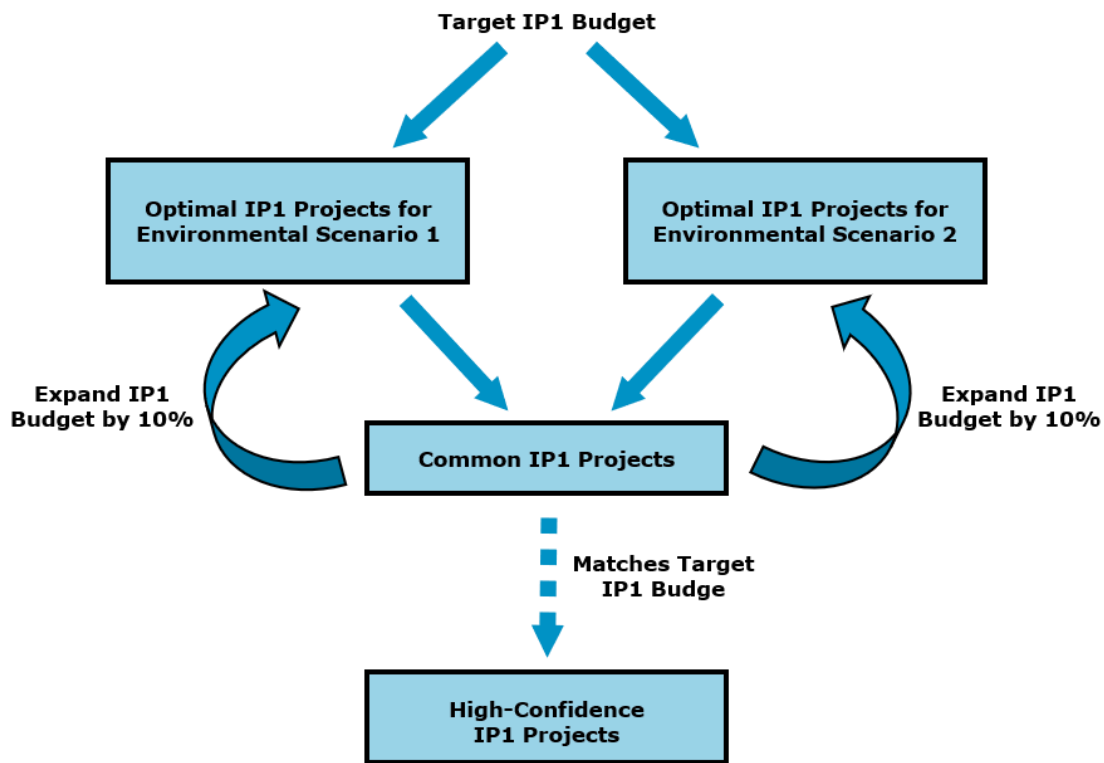 Target IP1 Budget
Optimal IP1 Projects for
Environmental Scenario 1
Optimal IP1 Projects for
Environmental Scenario 2
Expand IP1
Budget by 10%
Expand IP1
Budget by 10%
Common IP1 Projects
Matches Target
IP1 Budge
High-Confidence
IP1 Projects